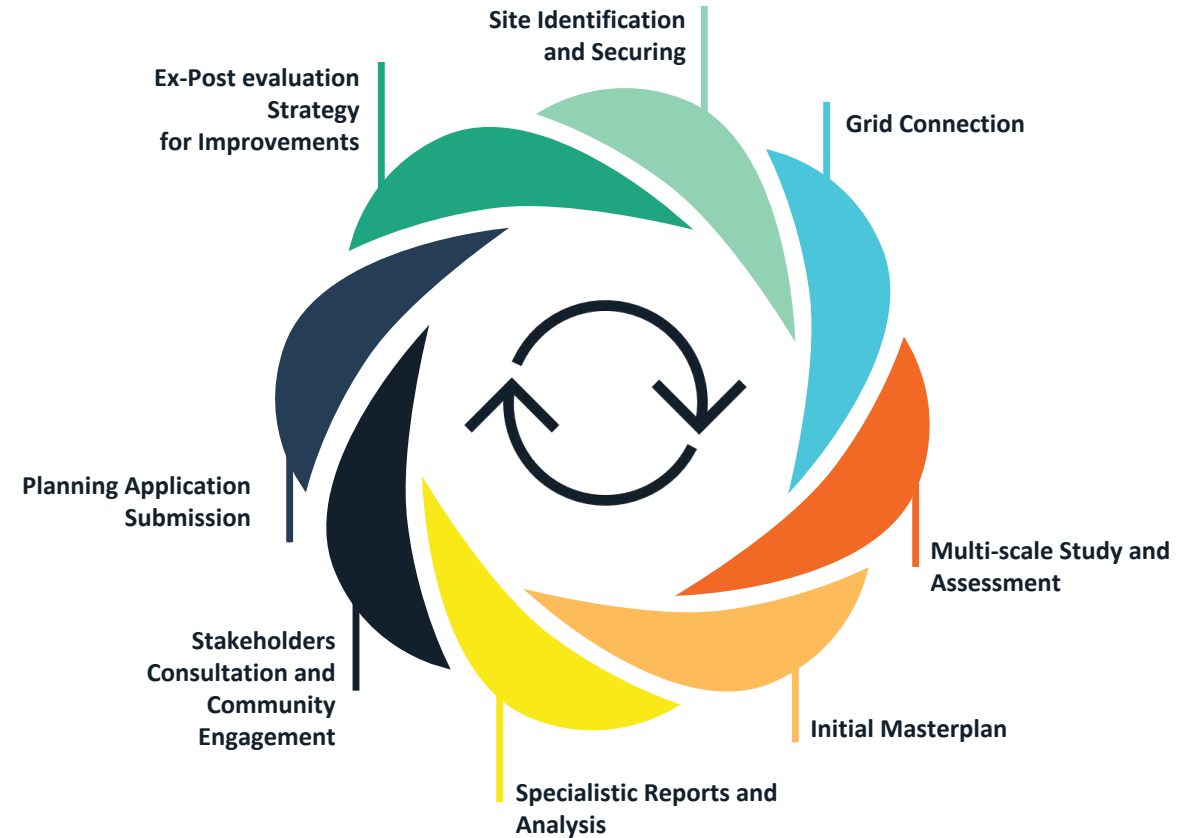 Site Identification
and Securing
Grid Connection
Multi-scale Study and
Assessment
Initial Masterplan
Specialistic Reports and
Analysis
Stakeholders
Consultation and
Community
Engagement
Planning Application
Submission
Ex-Post evaluation
Strategy
for Improvements